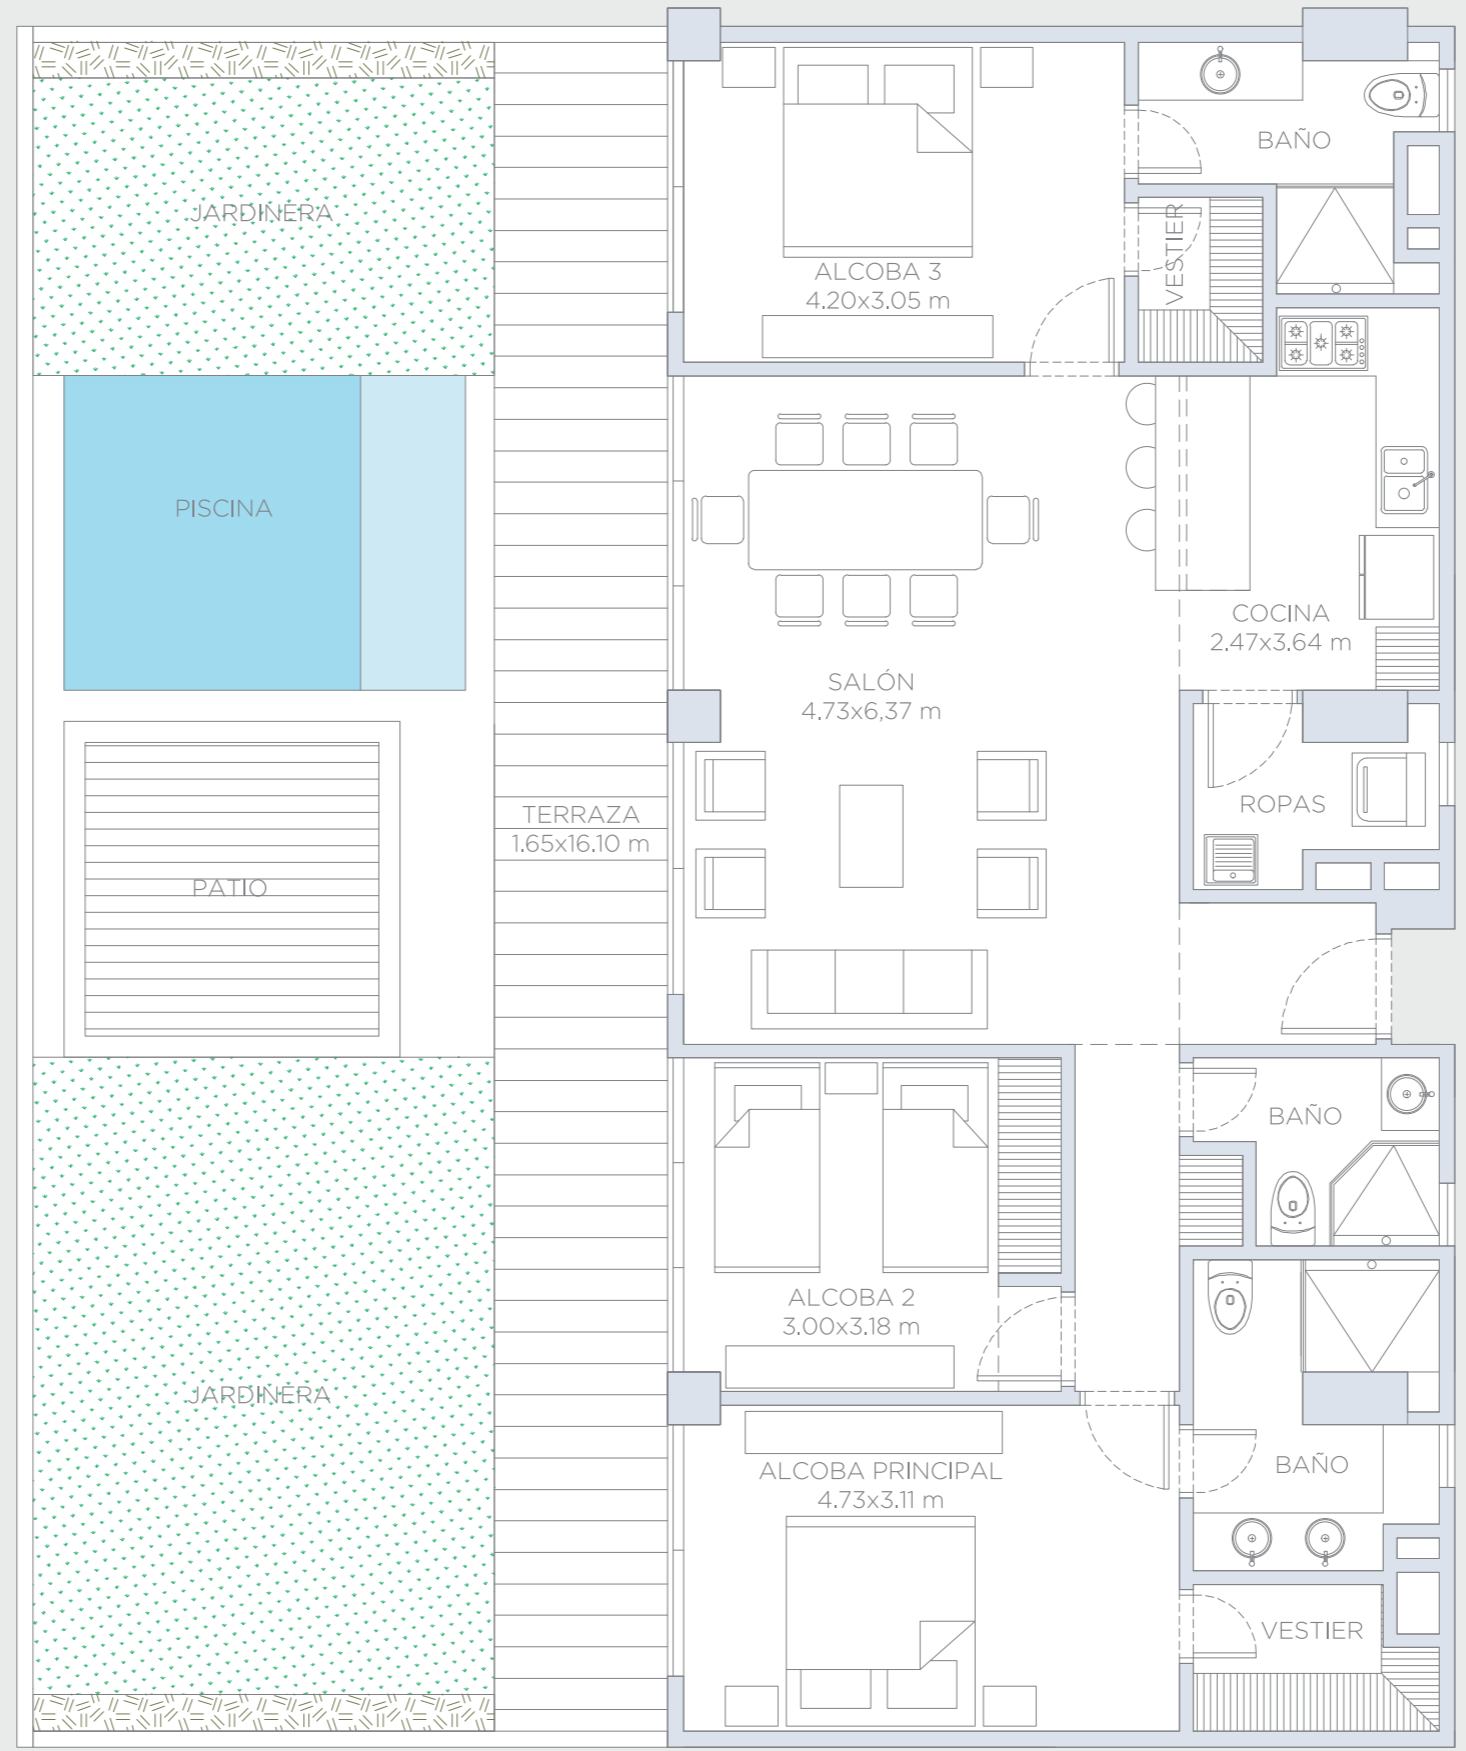 BAÑO
JARDINERA
VESTIER
ALCOBA 3
4.20x3.05 m
PISCINA
COCINA
2.47x3.64 m
SALÓN
4.73x6,37 m
ROPAS
TERRAZA
1.65x16.10 m
PATIO
BAÑO
ALCOBA 2
3.00x3.18 m
JARDINERA
ALCOBA PRINCIPAL
4.73x3.11 m
BAÑO
VESTIER